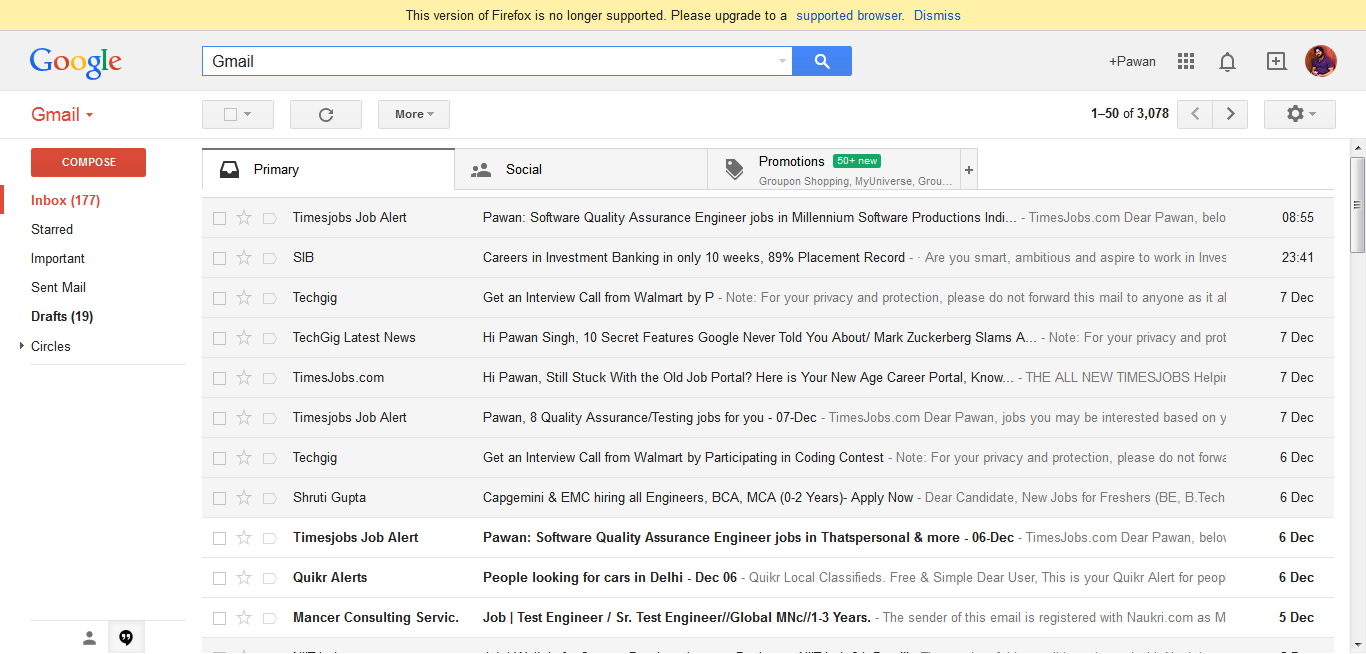 This version of Firefox is no longer supported. Please upgrade to a supported browser. Dismiss
Google
Gmail
+Pawan
Gmail
More
1–50 of 3,078
COMPOSE
Inbox (177)
Starred
Important
Sent Mail
Drafts (19)
Circles
Primary
Social
Promotions 50+ new
Groupon Shopping, MyUniverse, Grou...
+
Timesjobs Job Alert Pawan: Software Quality Assurance Engineer jobs in Millennium Software Productions Indi... - TimesJobs.com Dear Pawan, belo 08:55
SIB Careers in Investment Banking in only 10 weeks, 89% Placement Record - · Are you smart, ambitious and aspire to work in Inves 23:41
Techgig Get an Interview Call from Walmart by P - Note: For your privacy and protection, please do not forward this mail to anyone as it al 7 Dec
TechGig Latest News Hi Pawan Singh, 10 Secret Features Google Never Told You About/ Mark Zuckerberg Slams A... - Note: For your privacy and prot 7 Dec
TimesJobs.com Hi Pawan, Still Stuck With the Old Job Portal? Here is Your New Age Career Portal, Know... - THE ALL NEW TIMESJOBS Helpin 7 Dec
Timesjobs Job Alert Pawan, 8 Quality Assurance/Testing jobs for you - 07-Dec - TimesJobs.com Dear Pawan, jobs you may be interested based on y 7 Dec
Techgig Get an Interview Call from Walmart by Participating in Coding Contest - Note: For your privacy and protection, please do not forwa 6 Dec
Shruti Gupta Capgemini & EMC hiring all Engineers, BCA, MCA (0-2 Years)- Apply Now - Dear Candidate, New Jobs for Freshers (BE, B.Tech 6 Dec
Timesjobs Job Alert Pawan: Software Quality Assurance Engineer jobs in Thatspersonal & more - 06-Dec - TimesJobs.com Dear Pawan, below 6 Dec
Quikr Alerts People looking for cars in Delhi - Dec 06 - Quikr Local Classifieds. Free & Simple Dear User, This is your Quikr Alert for peop 6 Dec
Mancer Consulting Servic. Job | Test Engineer / Sr. Test Engineer//Global MNc//1-3 Years. - The sender of this email is registered with Naukri.com as M 5 Dec